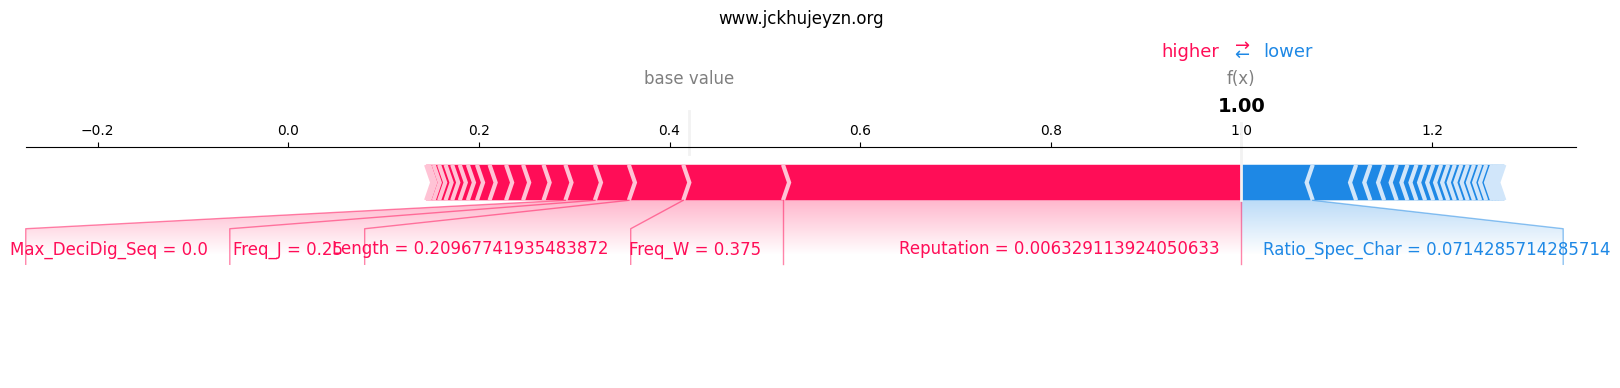 www.jckhujeyzn.org
higher ⇄ lower
base value f(x)
1.00
−0.2 0.0 0.2 0.4 0.6 0.8 1.0 1.2
Max_DeciDig_Seq = 0.0 Freq_J = 0.25 Length = 0.20967741935483872 Freq_W = 0.375 Reputation = 0.006329113924050633 Ratio_Spec_Char = 0.0714285714285714